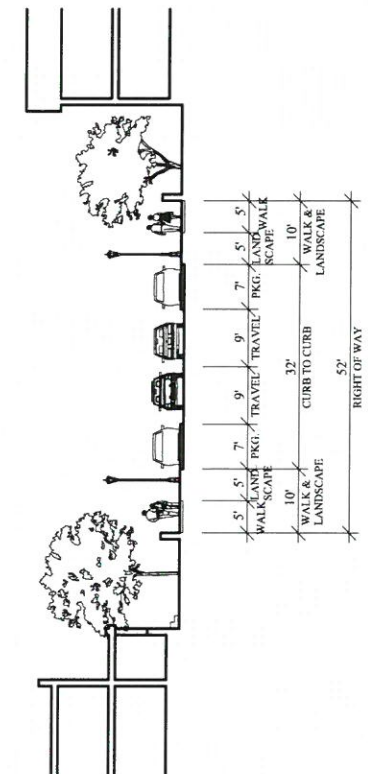 5' 5' 7' 9' 9' 7' 5' 5'
WALK LAND SCAPE PKG. TRAVEL TRAVEL PKG. LAND SCAPE WALK
10' 32' 10'
WALK & LANDSCAPE CURB TO CURB WALK & LANDSCAPE
52'
RIGHT OF WAY